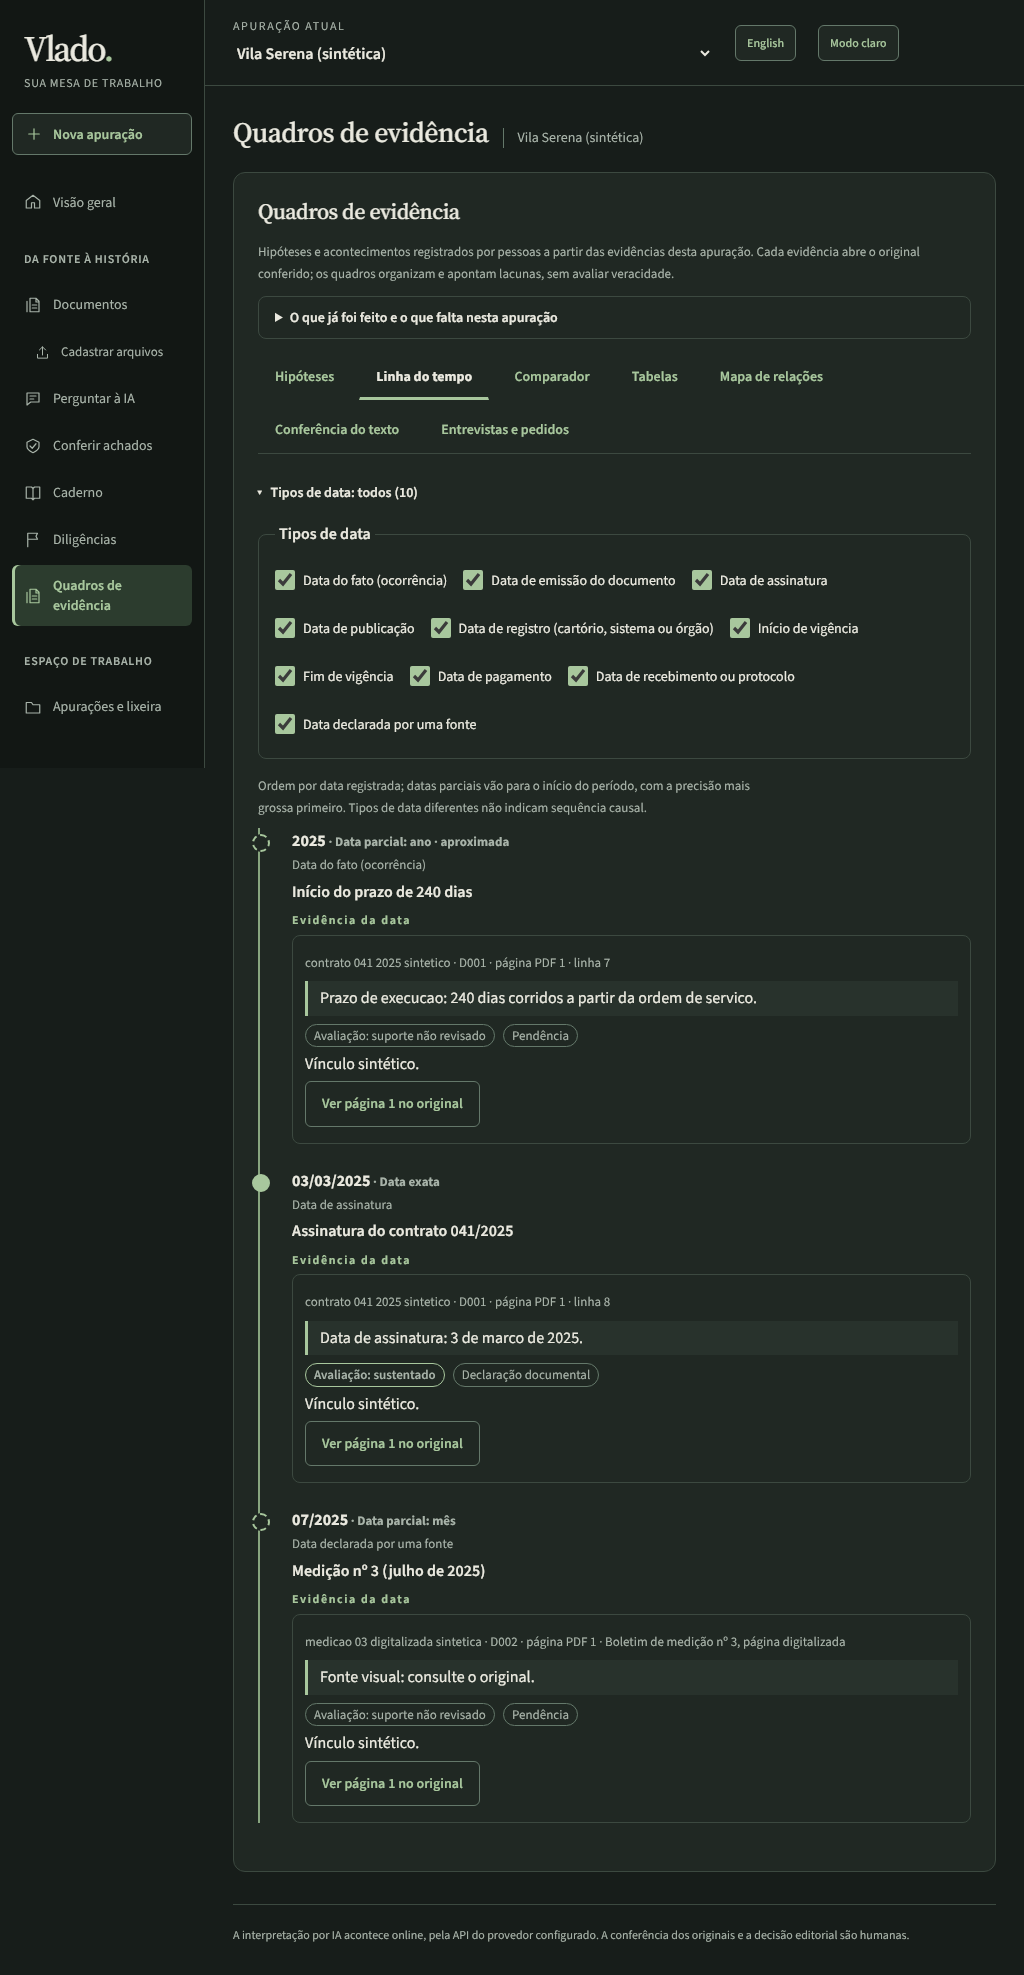 Vlado.
SUA MESA DE TRABALHO
Nova apuração
Visão geral
DA FONTE À HISTÓRIA
Documentos
Cadastrar arquivos
Perguntar à IA
Conferir achados
Caderno
Diligências
Quadros de
evidência
ESPAÇO DE TRABALHO
Apurações e lixeira
APURAÇÃO ATUAL
Vila Serena (sintética)
English
Modo claro
Quadros de evidência
Vila Serena (sintética)
Quadros de evidência
Hipóteses e acontecimentos registrados por pessoas a partir das evidências desta apuração. Cada evidência abre o original
conferido; os quadros organizam e apontam lacunas, sem avaliar veracidade.
O que já foi feito e o que falta nesta apuração
Hipóteses
Linha do tempo
Comparador
Tabelas
Mapa de relações
Conferência do texto
Entrevistas e pedidos
Tipos de data: todos (10)
Tipos de data
Data do fato (ocorrência)
Data de emissão do documento
Data de assinatura
Data de publicação
Data de registro (cartório, sistema ou órgão)
Início de vigência
Fim de vigência
Data de pagamento
Data de recebimento ou protocolo
Data declarada por uma fonte
Ordem por data registrada; datas parciais vão para o início do período, com a precisão mais
grossa primeiro. Tipos de data diferentes não indicam sequência causal.
2025 · Data parcial: ano · aproximada
Data do fato (ocorrência)
Início do prazo de 240 dias
Evidência da data
contrato 041 2025 sintetico · D001 · página PDF 1 · linha 7
Prazo de execucao: 240 dias corridos a partir da ordem de servico.
Avaliação: suporte não revisado
Pendência
Vínculo sintético.
Ver página 1 no original
03/03/2025 · Data exata
Data de assinatura
Assinatura do contrato 041/2025
Evidência da data
contrato 041 2025 sintetico · D001 · página PDF 1 · linha 8
Data de assinatura: 3 de marco de 2025.
Avaliação: sustentado
Declaração documental
Vínculo sintético.
Ver página 1 no original
07/2025 · Data parcial: mês
Data declarada por uma fonte
Medição nº 3 (julho de 2025)
Evidência da data
medicao 03 digitalizada sintetica · D002 · página PDF 1 · Boletim de medição nº 3, página digitalizada
Fonte visual: consulte o original.
Avaliação: suporte não revisado
Pendência
Vínculo sintético.
Ver página 1 no original
A interpretação por IA acontece online, pela API do provedor configurado. A conferência dos originais e a decisão editorial são humanas.